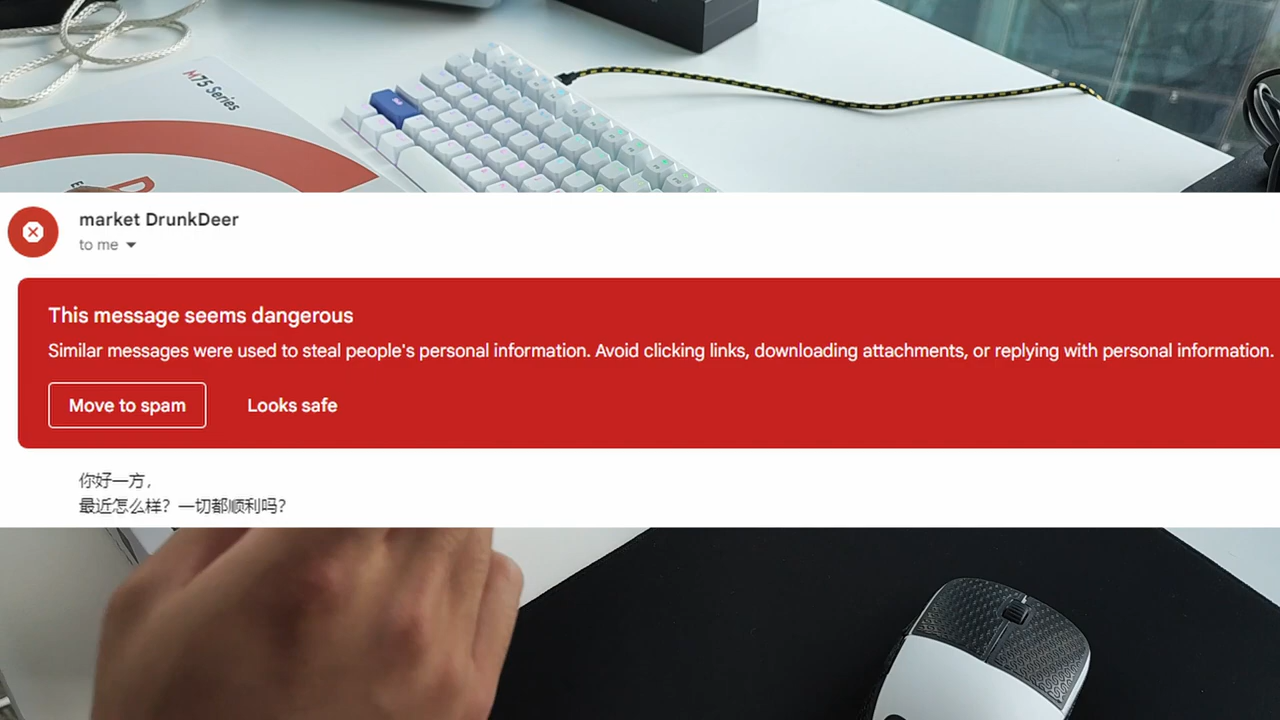 M75 Series
market DrunkDeer
to me
This message seems dangerous
Similar messages were used to steal people's personal information. Avoid clicking links, downloading attachments, or replying with personal information.
Move to spam
Looks safe
你好一方，
最近怎么样？一切都顺利吗？